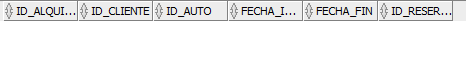 ID_ALQUI... ID_CLIENTE ID_AUTO FECHA_I... FECHA_FIN ID_RESER...